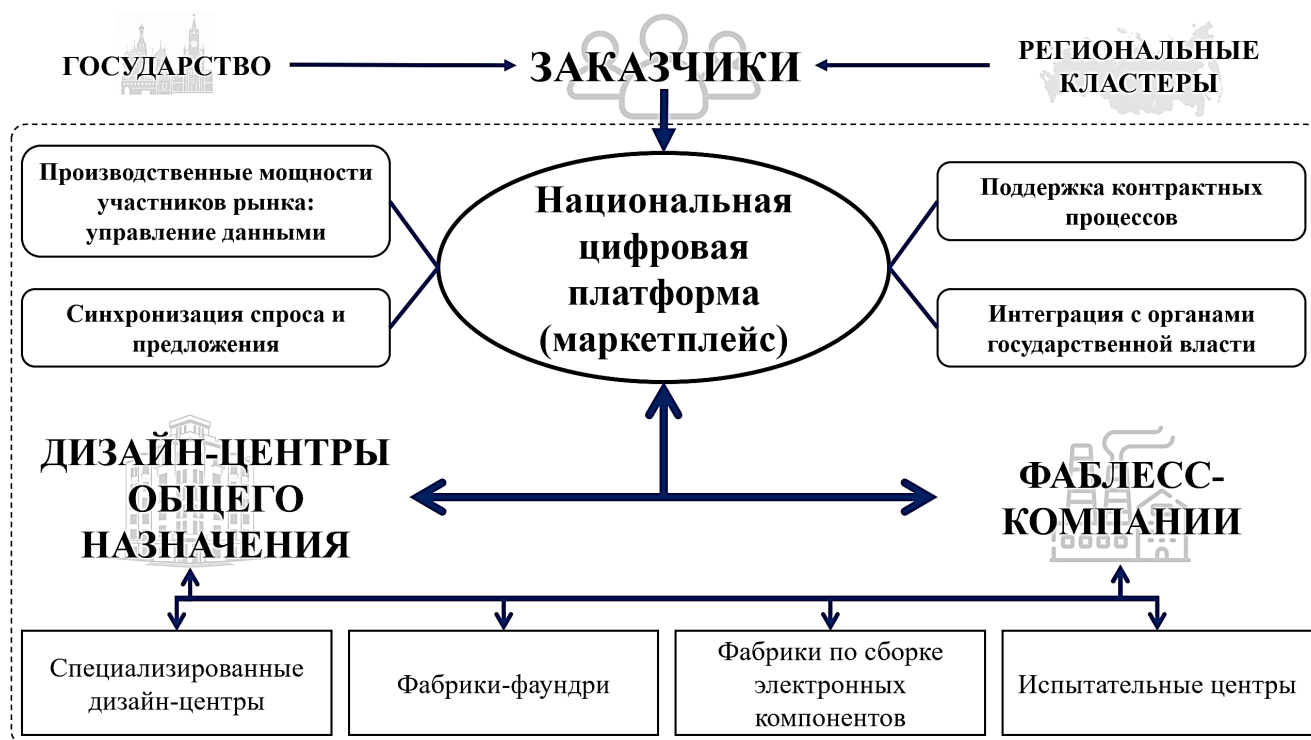 ГОСУДАРСТВО
ЗАКАЗЧИКИ
РЕГИОНАЛЬНЫЕ
КЛАСТЕРЫ
Производственные мощности
участников рынка:
управление данными
Синхронизация спроса и
предложения
Национальная
цифровая
платформа
(маркетплейс)
Поддержка контрактных
процессов
Интеграция с органами
государственной власти
ДИЗАЙН-ЦЕНТРЫ
ОБЩЕГО
НАЗНАЧЕНИЯ
ФАБЛЕСС-
КОМПАНИИ
Специализированные
дизайн-центры
Фабрики-фаундри
Фабрики по сборке
электронных
компонентов
Испытательные центры